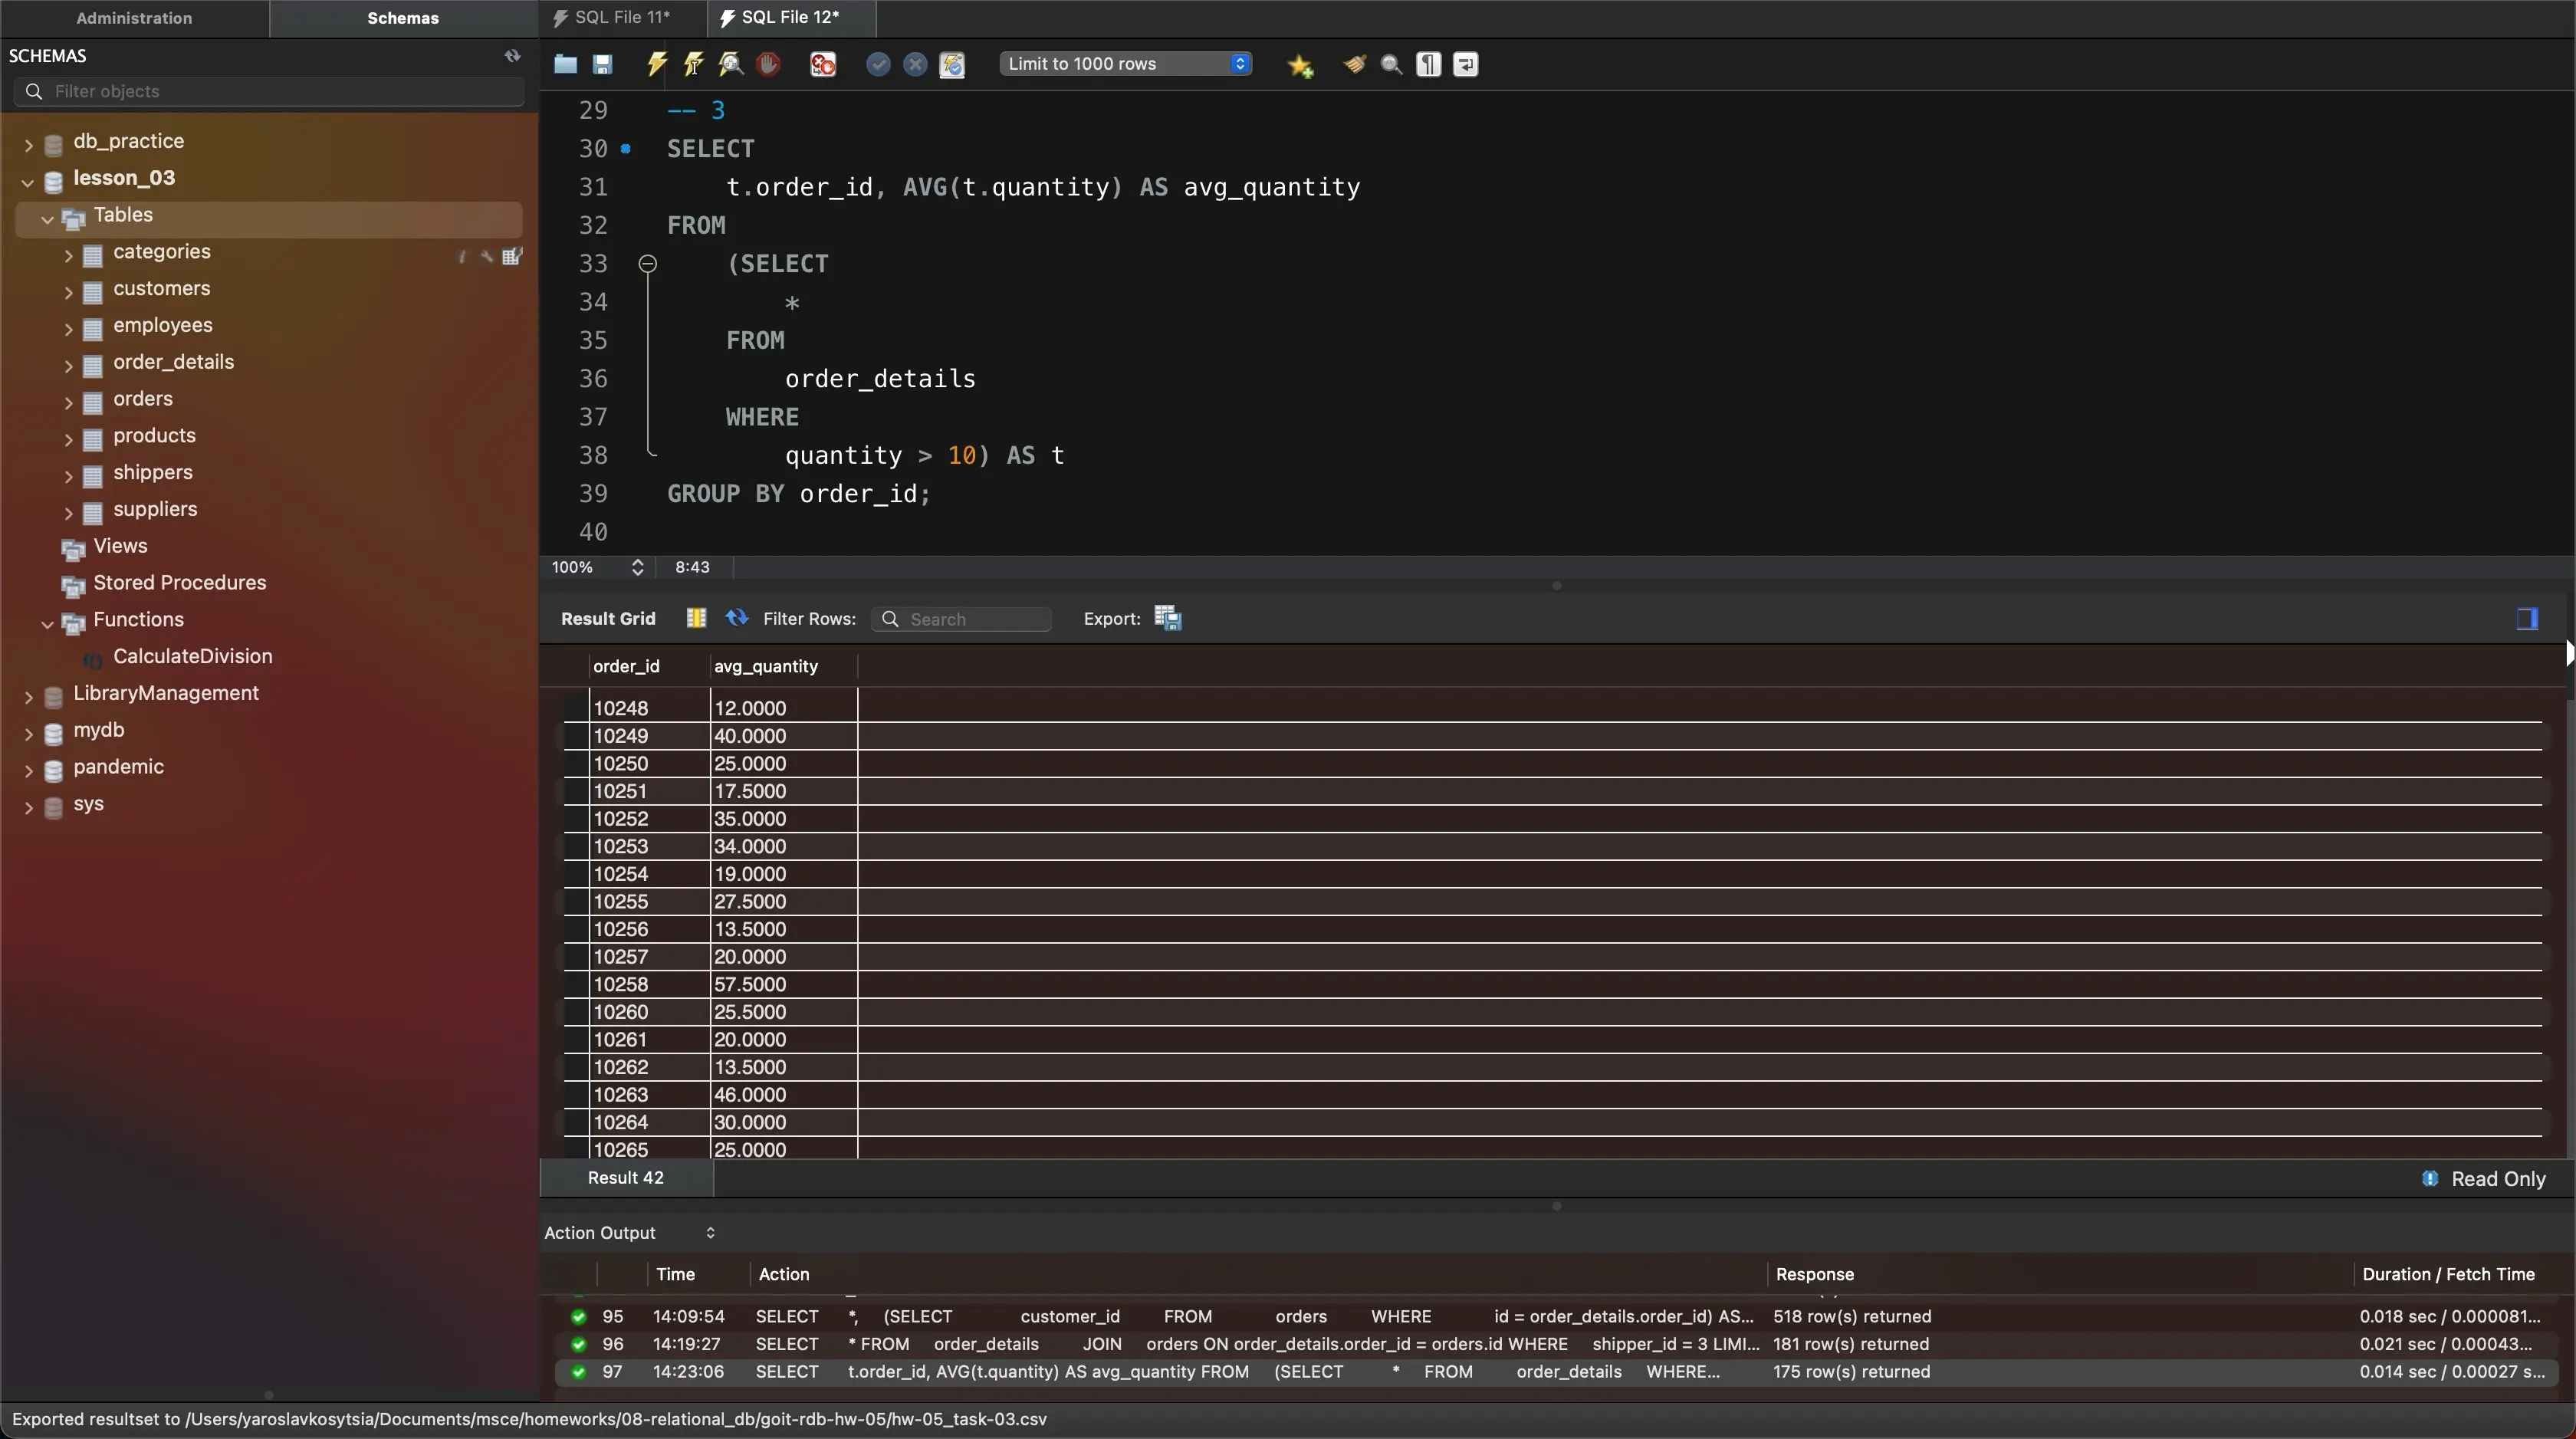 Administration
Schemas
SQL File 11*
SQL File 12*
SCHEMAS
Filter objects
db_practice
lesson_03
Tables
categories
customers
employees
order_details
orders
products
shippers
suppliers
Views
Stored Procedures
Functions
CalculateDivision
LibraryManagement
mydb
pandemic
sys
Limit to 1000 rows
29 -- 3
30 SELECT
31 t.order_id, AVG(t.quantity) AS avg_quantity
32 FROM
33 (SELECT
34 *
35 FROM
36 order_details
37 WHERE
38 quantity > 10) AS t
39 GROUP BY order_id;
40
100% 8:43
Result Grid Filter Rows: Search Export:
order_id avg_quantity
10248 12.0000
10249 40.0000
10250 25.0000
10251 17.5000
10252 35.0000
10253 34.0000
10254 19.0000
10255 27.5000
10256 13.5000
10257 20.0000
10258 57.5000
10260 25.5000
10261 20.0000
10262 13.5000
10263 46.0000
10264 30.0000
10265 25.0000
Result 42 Read Only
Action Output
Time Action Response Duration / Fetch Time
95 14:09:54 SELECT *, (SELECT customer_id FROM orders WHERE id = order_details.order_id) AS... 518 row(s) returned 0.018 sec / 0.000081...
96 14:19:27 SELECT * FROM order_details JOIN orders ON order_details.order_id = orders.id WHERE shipper_id = 3 LIMI... 181 row(s) returned 0.021 sec / 0.00043...
97 14:23:06 SELECT t.order_id, AVG(t.quantity) AS avg_quantity FROM (SELECT * FROM order_details WHERE... 175 row(s) returned 0.014 sec / 0.00027 s...
Exported resultset to /Users/yaroslavkosytsia/Documents/msce/homeworks/08-relational_db/goit-rdb-hw-05/hw-05_task-03.csv